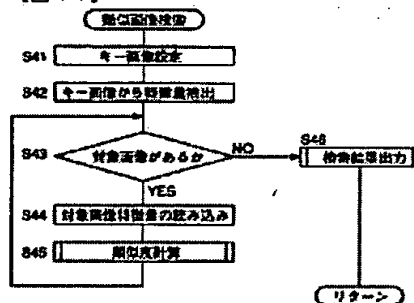 類似画像検索
S41 キー画像設定
S42 キー画像から特徴量抽出
S43 対象画像があるか
NO
S46 検索結果出力
YES
S44 対象画像特徴量の読み込み
S45 類似度計算
リターン